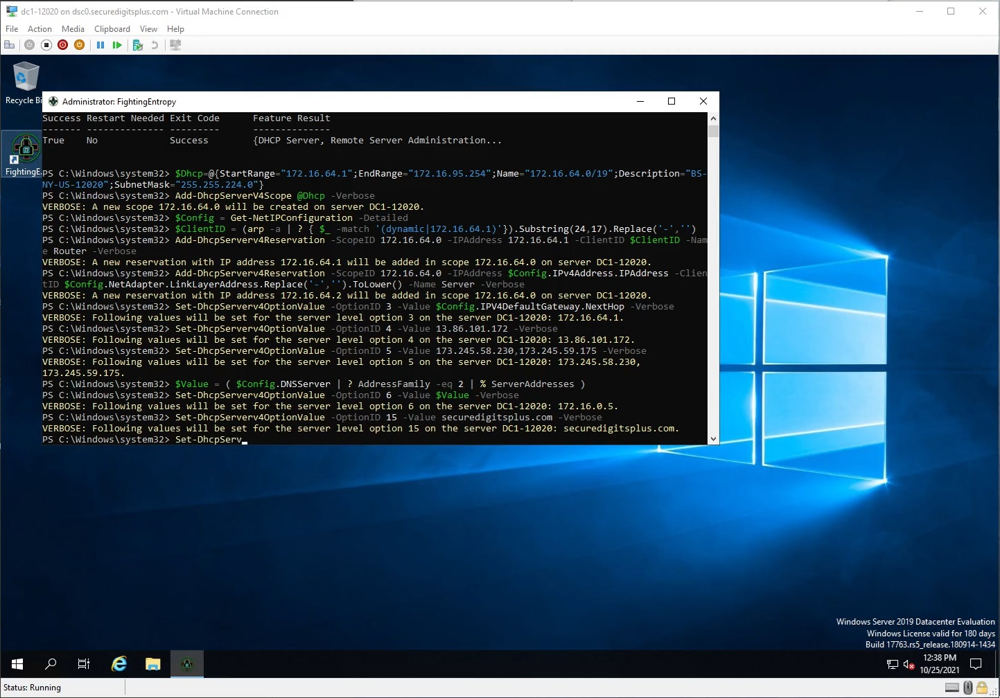 dc1-12020 on dsc0.securedigitsplus.com - Virtual Machine Connection
File Action Media Clipboard View Help
Recycle Bi
FightingE.
Administrator: FightingEntropy
Success Restart Needed Exit Code      Feature Result
------- -------------- ---------      --------------
True    No             Success        {DHCP Server, Remote Server Administration...
PS C:\Windows\system32> $Dhcp=@{StartRange="172.16.64.1";EndRange="172.16.95.254";Name="172.16.64.0/19";Description="BS-
NY-US-12020";SubnetMask="255.255.224.0"}
PS C:\Windows\system32> Add-DhcpServerV4Scope @Dhcp -Verbose
VERBOSE: A new scope 172.16.64.0 will be created on server DC1-12020.
PS C:\Windows\system32> $Config = Get-NetIPConfiguration -Detailed
PS C:\Windows\system32> $ClientID = (arp -a | ? { $_ -match '(dynamic|172.16.64.1)'}).Substring(24,17).Replace('-','')
PS C:\Windows\system32> Add-DhcpServerv4Reservation -ScopeID 172.16.64.0 -IPAddress 172.16.64.1 -ClientID $ClientID -Nam
e Router -Verbose
VERBOSE: A new reservation with IP address 172.16.64.1 will be added in scope 172.16.64.0 on server DC1-12020.
PS C:\Windows\system32> Add-DhcpServerv4Reservation -ScopeID 172.16.64.0 -IPAddress $Config.IPv4Address.IPAddress -Clien
tID $Config.NetAdapter.LinkLayerAddress.Replace('-','').ToLower() -Name Server -Verbose
VERBOSE: A new reservation with IP address 172.16.64.2 will be added in scope 172.16.64.0 on server DC1-12020.
PS C:\Windows\system32> Set-DhcpServerv4OptionValue -OptionID 3 -Value $Config.IPV4DefaultGateway.NextHop -Verbose
VERBOSE: Following values will be set for the server level option 3 on the server DC1-12020: 172.16.64.1.
PS C:\Windows\system32> Set-DhcpServerv4OptionValue -OptionID 4 -Value 13.86.101.172 -Verbose
VERBOSE: Following values will be set for the server level option 4 on the server DC1-12020: 13.86.101.172.
PS C:\Windows\system32> Set-DhcpServerv4OptionValue -OptionID 5 -Value 173.245.58.230,173.245.59.175 -Verbose
VERBOSE: Following values will be set for the server level option 5 on the server DC1-12020: 173.245.58.230,
173.245.59.175.
PS C:\Windows\system32> $Value = ( $Config.DNSServer | ? AddressFamily -eq 2 | % ServerAddresses )
PS C:\Windows\system32> Set-DhcpServerv4OptionValue -OptionID 6 -Value $Value -Verbose
VERBOSE: Following values will be set for the server level option 6 on the server DC1-12020: 172.16.0.5.
PS C:\Windows\system32> Set-DhcpServerv4OptionValue -OptionID 15 -Value securedigitsplus.com -Verbose
VERBOSE: Following values will be set for the server level option 15 on the server DC1-12020: securedigitsplus.com.
PS C:\Windows\system32> Set-DhcpServ_
Windows Server 2019 Datacenter Evaluation
Windows License valid for 180 days
Build 17763.rs5_release.180914-1434
12:38 PM
10/25/2021
Status: Running